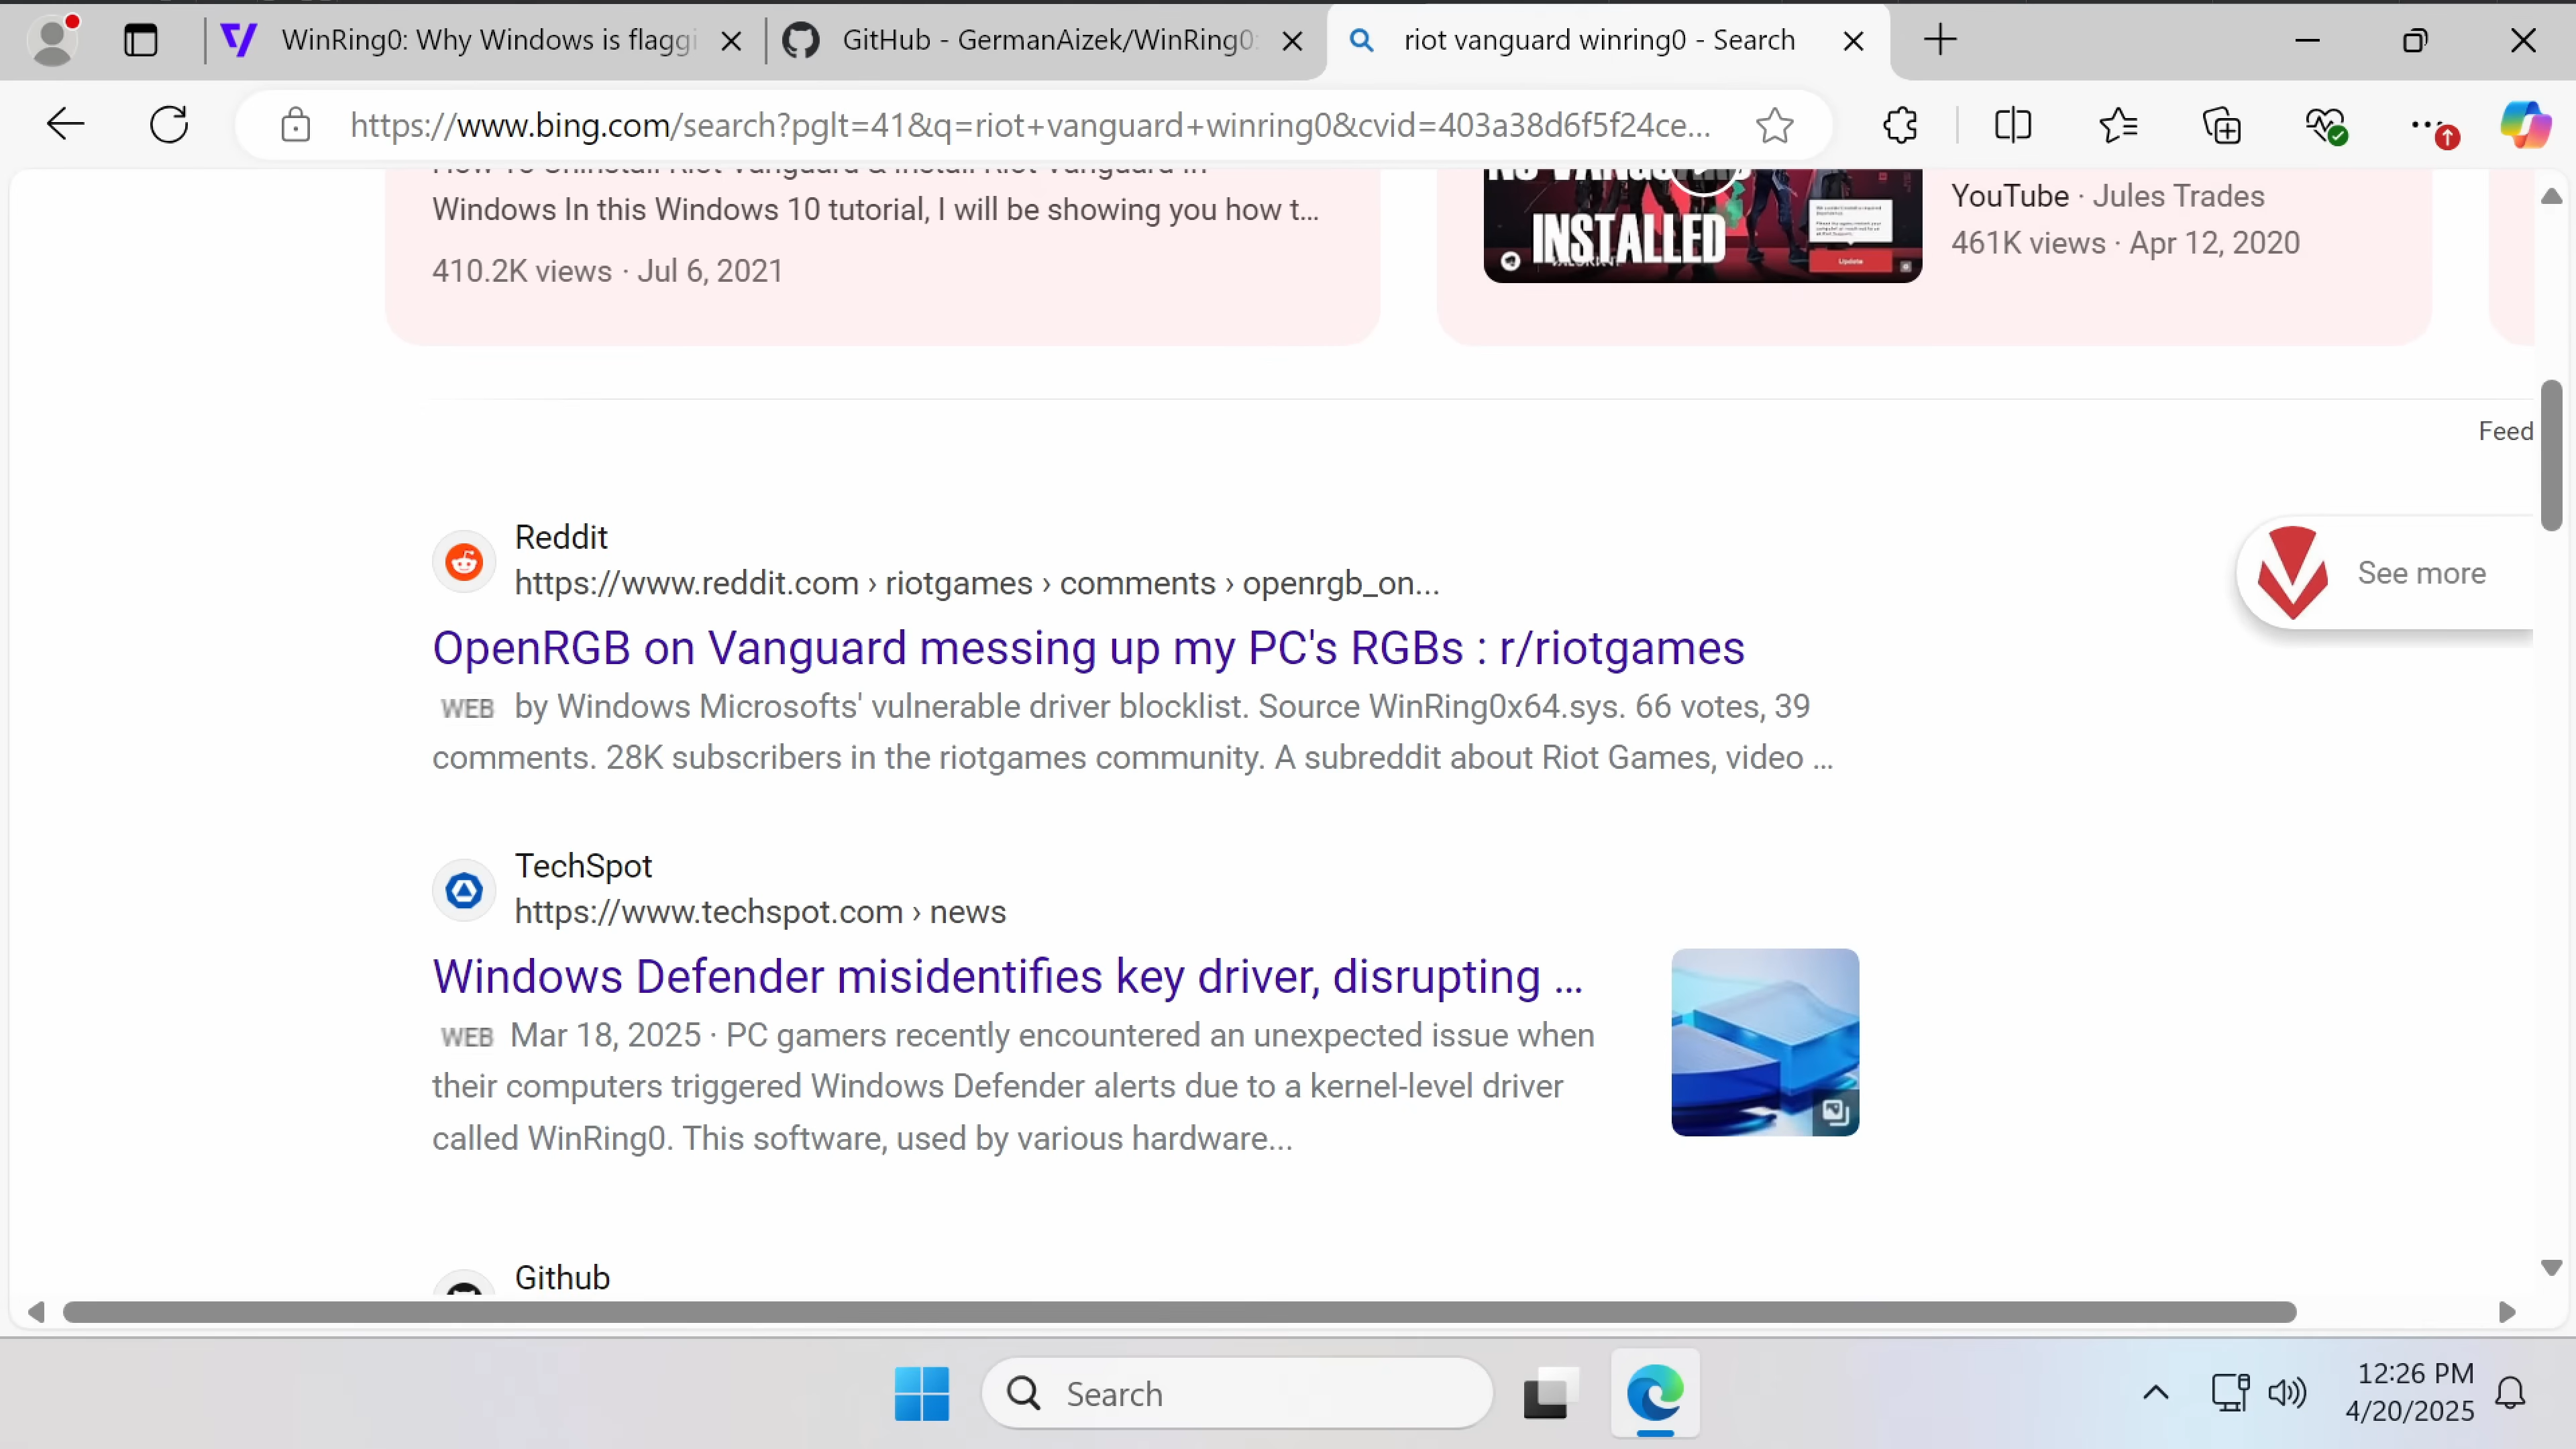 WinRing0: Why Windows is flaggi
GitHub - GermanAizek/WinRing0:
riot vanguard winring0 - Search
https://www.bing.com/search?pglt=41&q=riot+vanguard+winring0&cvid=403a38d6f5f24ce...
Windows In this Windows 10 tutorial, I will be showing you how t...
410.2K views · Jul 6, 2021
INSTALLED
Update
YouTube · Jules Trades
461K views · Apr 12, 2020
Feed
See more
Reddit
https://www.reddit.com › riotgames › comments › openrgb_on...
OpenRGB on Vanguard messing up my PC's RGBs : r/riotgames
WEB by Windows Microsofts' vulnerable driver blocklist. Source WinRing0x64.sys. 66 votes, 39
comments. 28K subscribers in the riotgames community. A subreddit about Riot Games, video ...
TechSpot
https://www.techspot.com › news
Windows Defender misidentifies key driver, disrupting ...
WEB Mar 18, 2025 · PC gamers recently encountered an unexpected issue when
their computers triggered Windows Defender alerts due to a kernel-level driver
called WinRing0. This software, used by various hardware...
Github
Search
12:26 PM
4/20/2025